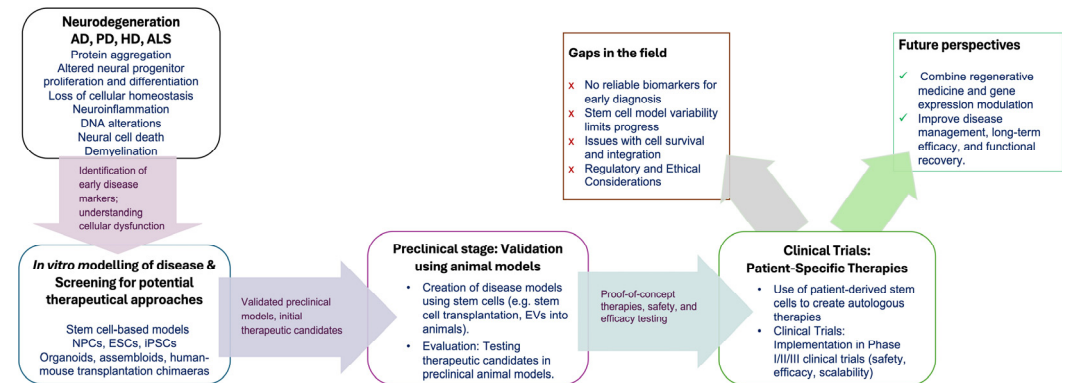 Neurodegeneration
AD, PD, HD, ALS
Protein aggregation
Altered neural progenitor
proliferation and differentiation
Loss of cellular homeostasis
Neuroinflammation
DNA alterations
Neural cell death
Demyelination
Identification of
early disease
markers;
understanding
cellular dysfunction
In vitro modelling of disease &
Screening for potential
therapeutical approaches
Stem cell-based models
NPCs, ESCs, iPSCs
Organoids, assembloids, human-
mouse transplantation chimaeras
Validated preclinical
models, initial
therapeutic candidates
Preclinical stage: Validation
using animal models
• Creation of disease models
using stem cells (e.g. stem
cell transplantation, EVs into
animals).
• Evaluation: Testing
therapeutic candidates in
preclinical animal models.
Proof-of-concept
therapies, safety, and
efficacy testing
Clinical Trials:
Patient-Specific Therapies
• Use of patient-derived stem
cells to create autologous
therapies
• Clinical Trials:
Implementation in Phase
I/II/III clinical trials (safety,
efficacy, scalability)
Gaps in the field
x No reliable biomarkers for
early diagnosis
x Stem cell model variability
limits progress
x Issues with cell survival
and integration
x Regulatory and Ethical
Considerations
Future perspectives
✓ Combine regenerative
medicine and gene
expression modulation
✓ Improve disease
management, long-term
efficacy, and functional
recovery.